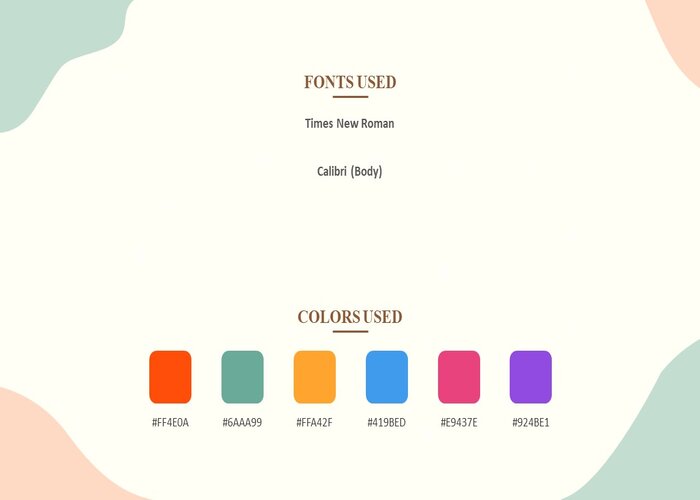 FONTS USED
Times New Roman
Calibri (Body)
COLORS USED
#FF4E0A #6AAA99 #FFA42F #419BED #E9437E #924BE1